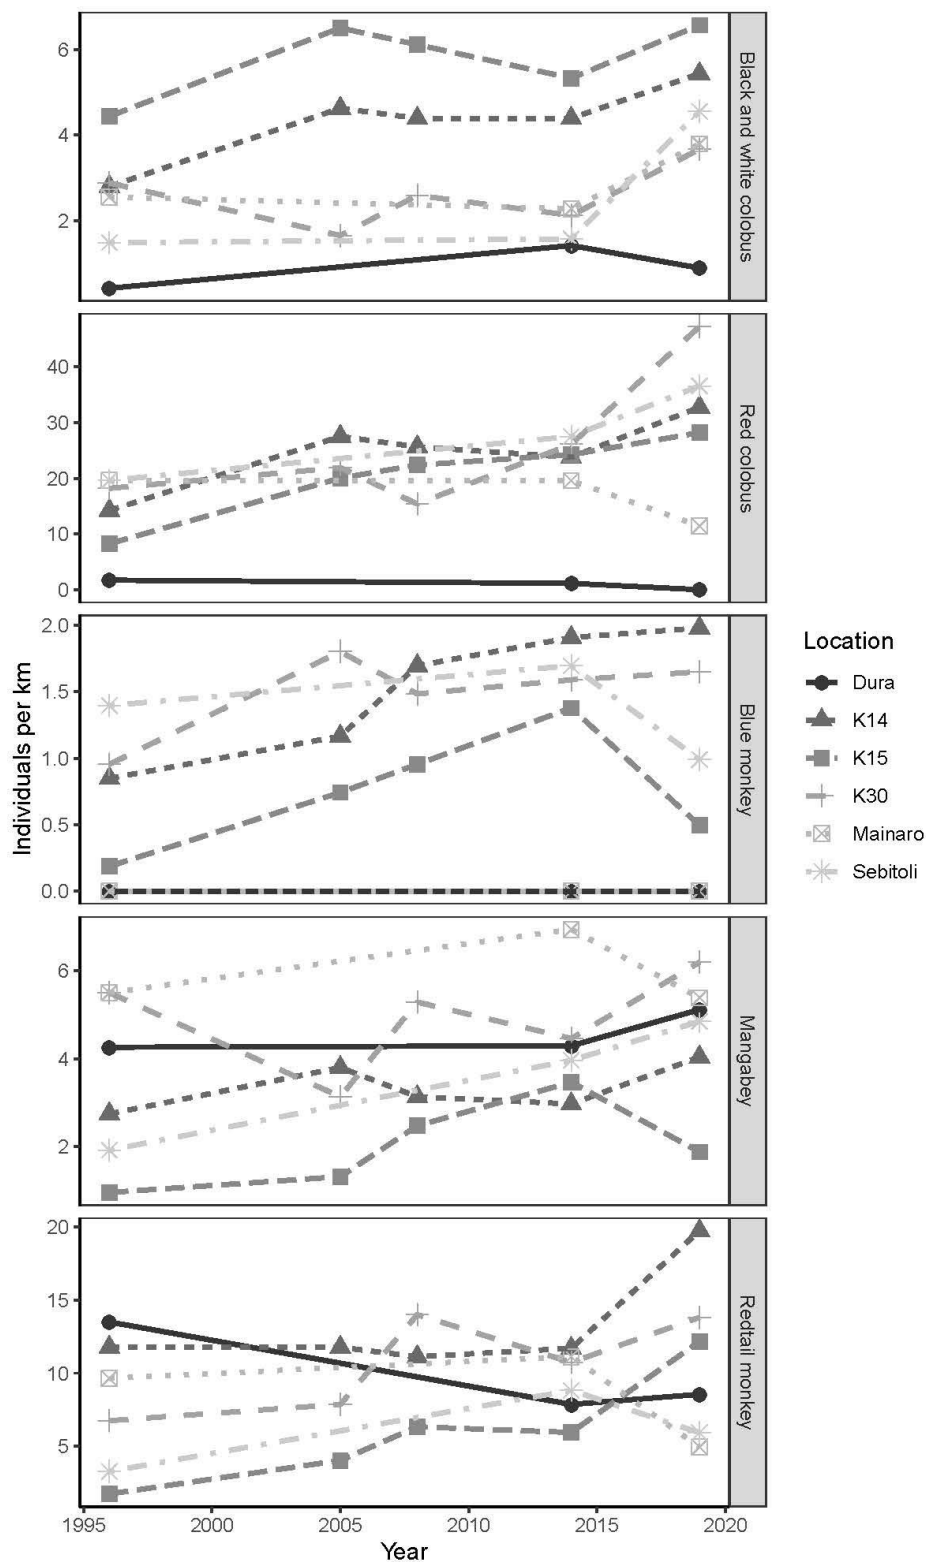 6
4
2
Black and white colobus
40
30
20
10
0
Red colobus
2.0
1.5
1.0
0.5
0.0
Blue monkey
Individuals per km
6
4
2
Mangabey
20
15
10
5
Redtail monkey
1995 2000 2005 2010 2015 2020
Year
Location
Dura
K14
K15
K30
Mainaro
Sebitoli